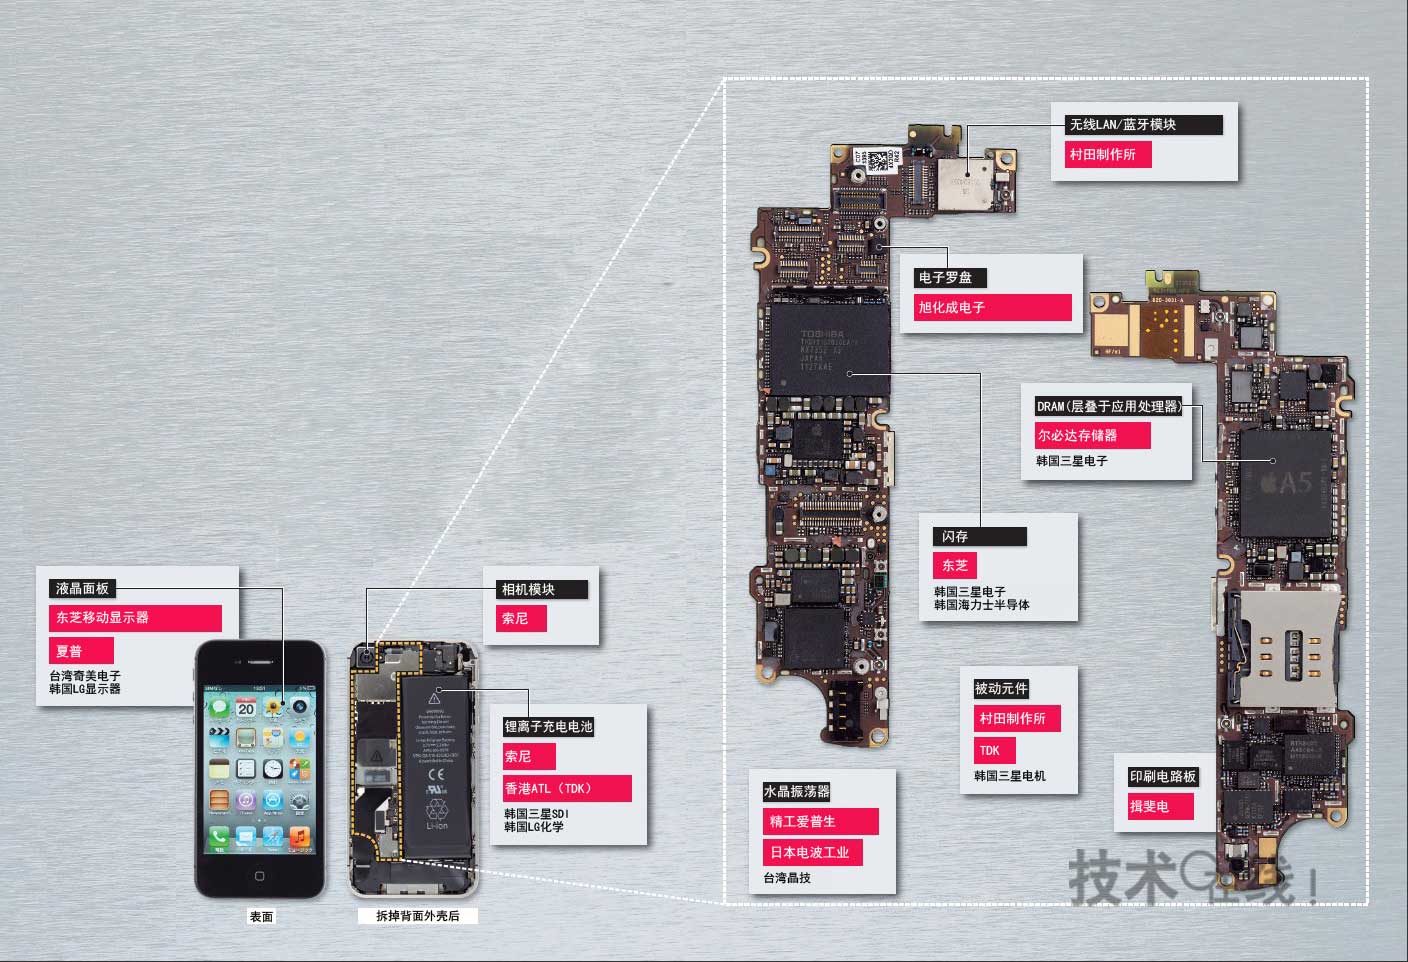 无线LAN/蓝牙模块
村田制作所
电子罗盘
旭化成电子
TOSHIBA
JAPAN
820-3031-A
DRAM(层叠于应用处理器)
尔必达存储器
韩国三星电子
A5
闪存
东芝
韩国三星电子
韩国海力士半导体
液晶面板
东芝移动显示器
夏普
台湾奇美电子
韩国LG显示器
相机模块
索尼
锂离子充电电池
索尼
香港ATL（TDK）
韩国三星SDI
韩国LG化学
20
Li-ion
被动元件
村田制作所
TDK
韩国三星电机
印刷电路板
揖斐电
水晶振荡器
精工爱普生
日本电波工业
台湾晶技
表面
拆掉背面外壳后
技术在线！